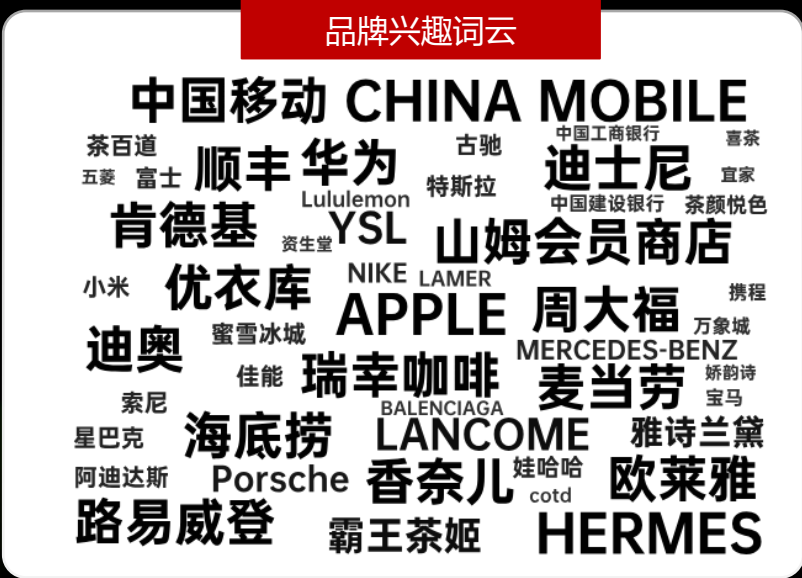 品牌兴趣词云
中国移动 CHINA MOBILE
茶百道
古驰
中国工商银行
喜茶
五菱
富士
顺丰
华为
特斯拉
迪士尼
宜家
Lululemon
中国建设银行
茶颜悦色
肯德基
资生堂
YSL
山姆会员商店
小米
优衣库
NIKE
LAMER
携程
APPLE
周大福
万象城
迪奥
蜜雪冰城
MERCEDES-BENZ
佳能
瑞幸咖啡
麦当劳
娇韵诗
宝马
索尼
BALENCIAGA
星巴克
海底捞
LANCOME
雅诗兰黛
阿迪达斯
Porsche
香奈儿
娃哈哈
cotd
欧莱雅
路易威登
霸王茶姬
HERMES